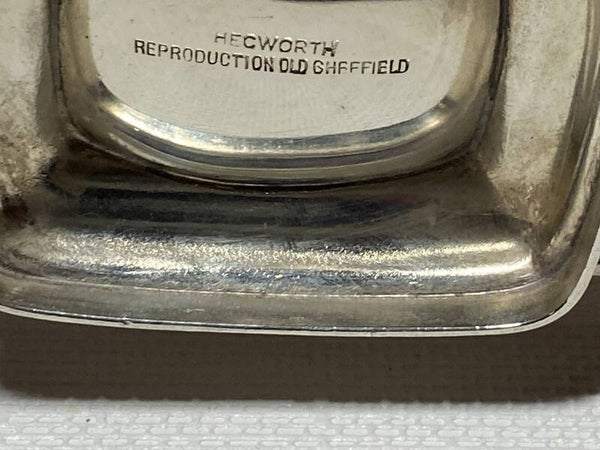 HECWORTH
REPRODUCTION OLD SHEFFIELD